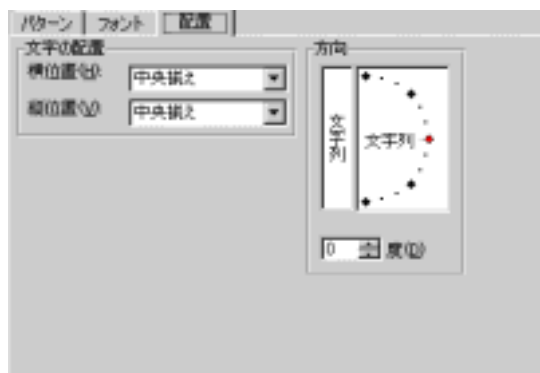 パターン フォント 配置
文字の配置
横位置(H):
中央揃え
縦位置(V):
中央揃え
方向
文字列
文字列
0 度(D)